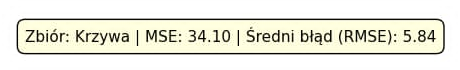 Zbiór: Krzywa | MSE: 34.10 | Średni błąd (RMSE): 5.84